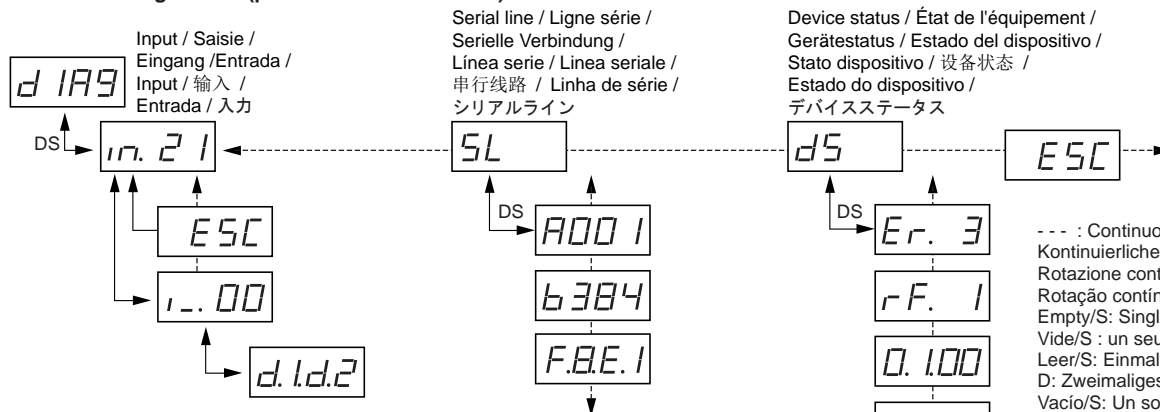 Input / Saisie /
Eingang /Entrada /
Input / 输入 /
Entrada / 入力
Serial line / Ligne série /
Serielle Verbindung /
Línea serie / Linea seriale /
串行线路 / Linha de série /
シリアルライン
Device status / État de l'équipement /
Gerätestatus / Estado del dispositivo /
Stato dispositivo / 设备状态 /
Estado do dispositivo /
デバイスステータス
d IA9
DS
in. 2 1
SL
dS
ESC
ESC
ı_. 00
d.1.d.2
DS
A00 1
b384
F.8.E.1
DS
Er. 3
rF. 1
0. 1.00
- - - : Continuo
Kontinuierliche
Rotazione cont
Rotação contín
Empty/S: Singl
Vide/S : un seu
Leer/S: Einmal
D: Zweimaliges
Vacío/S: Un so